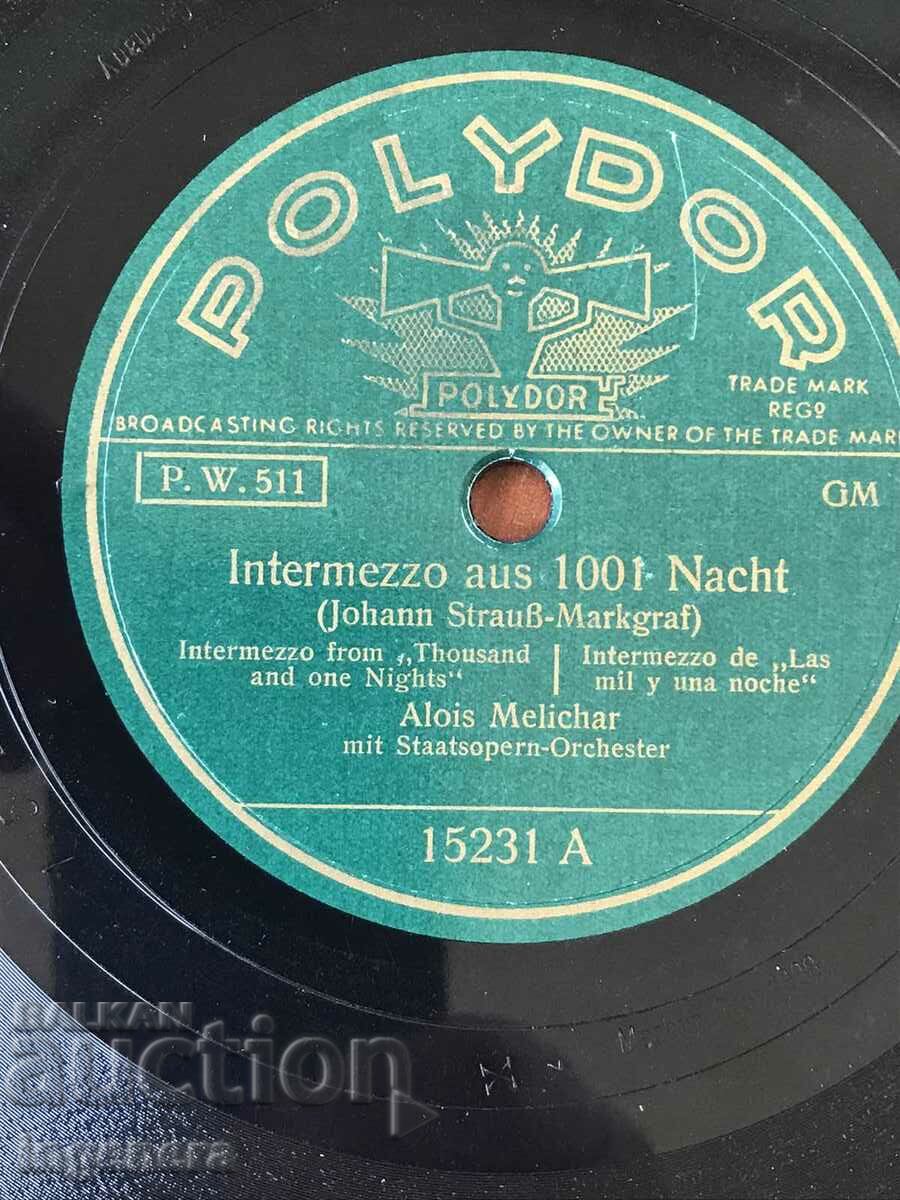 POLYDOR
POLYDOR
TRADE MARK
REGD
BROADCASTING RIGHTS RESERVED BY THE OWNER OF THE TRADE MARK
P. W. 511
GM
Intermezzo aus 1001 Nacht
(Johann Strauß-Markgraf)
Intermezzo from „Thousand
and one Nights“
Intermezzo de „Las
mil y una noche“
Alois Melichar
mit Staatsopern-Orchester
15231 A
BALKAN
auction